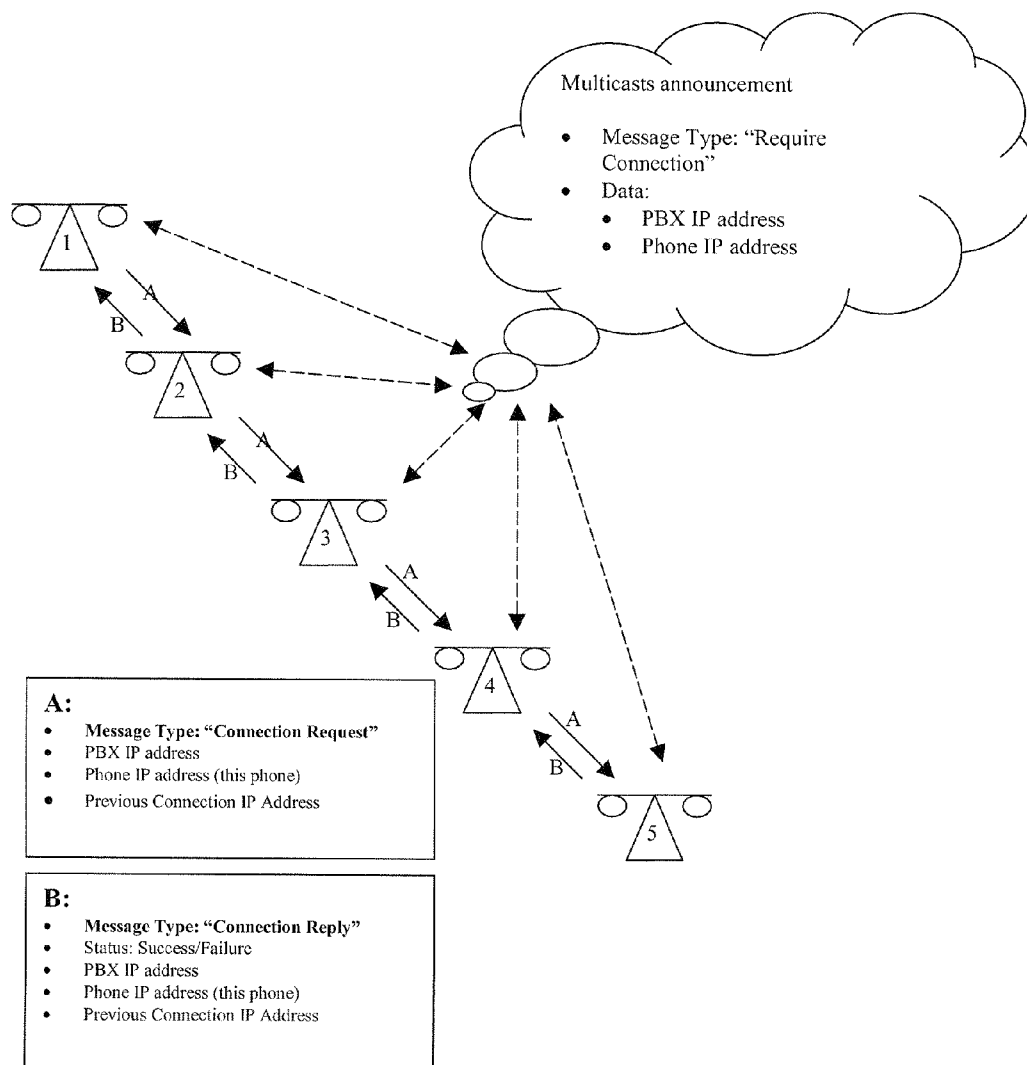 Multicasts announcement
• Message Type: “Require
Connection”
• Data:
• PBX IP address
• Phone IP address
1
A
B
2
A
B
3
A
B
4
A
B
5
A:
• Message Type: “Connection Request”
• PBX IP address
• Phone IP address (this phone)
• Previous Connection IP Address
B:
• Message Type: “Connection Reply”
• Status: Success/Failure
• PBX IP address
• Phone IP address (this phone)
• Previous Connection IP Address